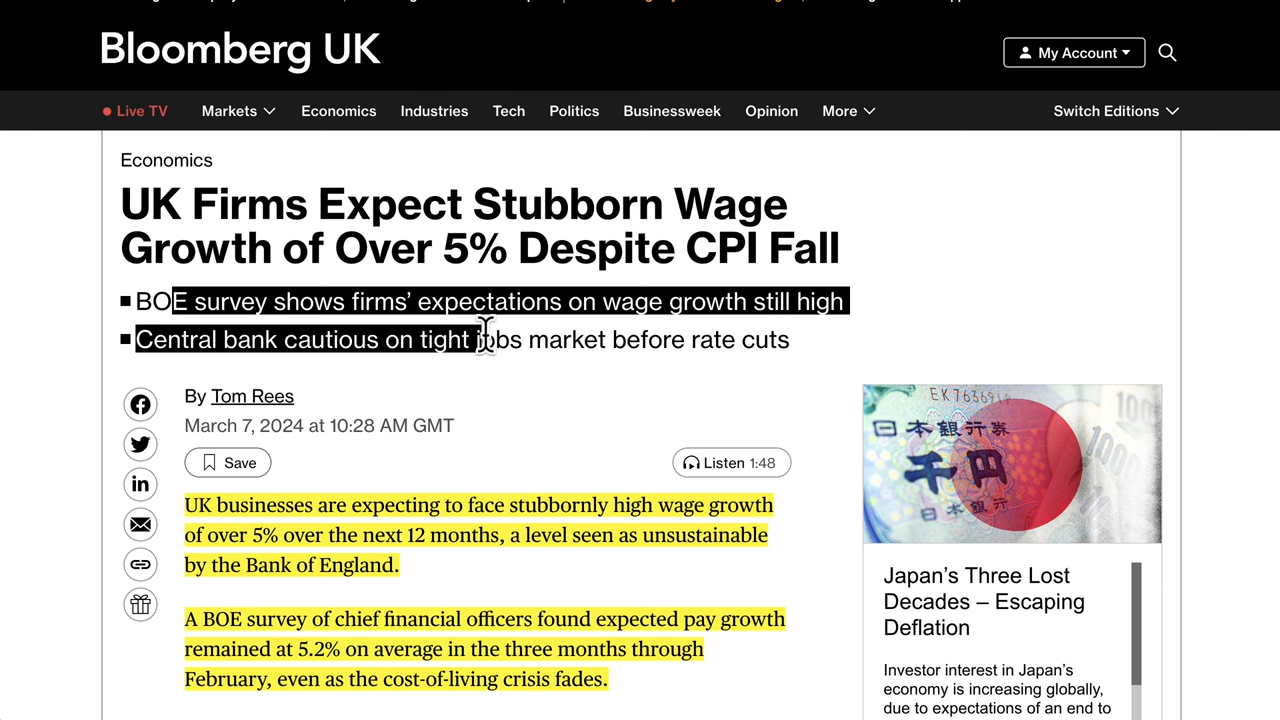 Bloomberg UK
My Account
Live TV
Markets
Economics
Industries
Tech
Politics
Businessweek
Opinion
More
Switch Editions
Economics
UK Firms Expect Stubborn Wage
Growth of Over 5% Despite CPI Fall
BOE survey shows firms’ expectations on wage growth still high
Central bank cautious on tight jobs market before rate cuts
By Tom Rees
March 7, 2024 at 10:28 AM GMT
Save
Listen 1:48
UK businesses are expecting to face stubbornly high wage growth
of over 5% over the next 12 months, a level seen as unsustainable
by the Bank of England.
A BOE survey of chief financial officers found expected pay growth
remained at 5.2% on average in the three months through
February, even as the cost-of-living crisis fades.
日本銀行券
千円
日本銀行
1000
Japan’s Three Lost
Decades – Escaping
Deflation
Investor interest in Japan’s
economy is increasing globally,
due to expectations of an end to